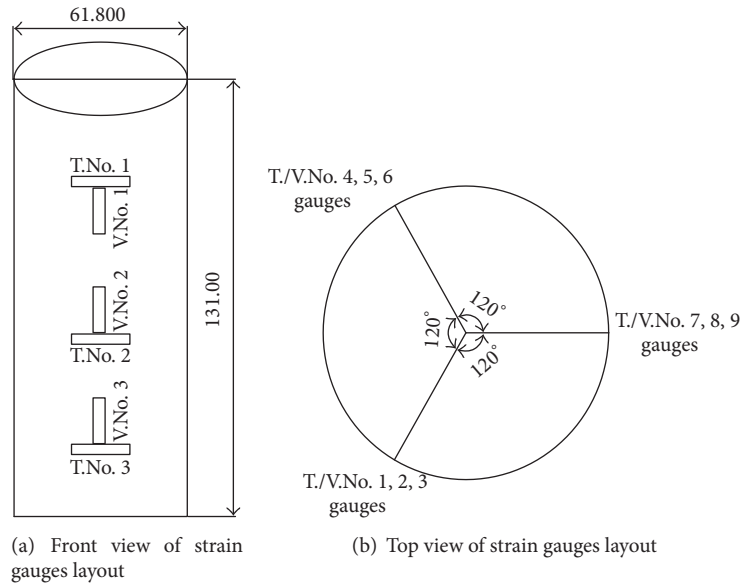 61.800
T.No. 1
V.No. 1
V.No. 2
T.No. 2
V.No. 3
T.No. 3
131.00
(a) Front view of strain
gauges layout
T./V.No. 4, 5, 6
gauges
120°
120°
120°
T./V.No. 7, 8, 9
gauges
T./V.No. 1, 2, 3
gauges
(b) Top view of strain gauges layout